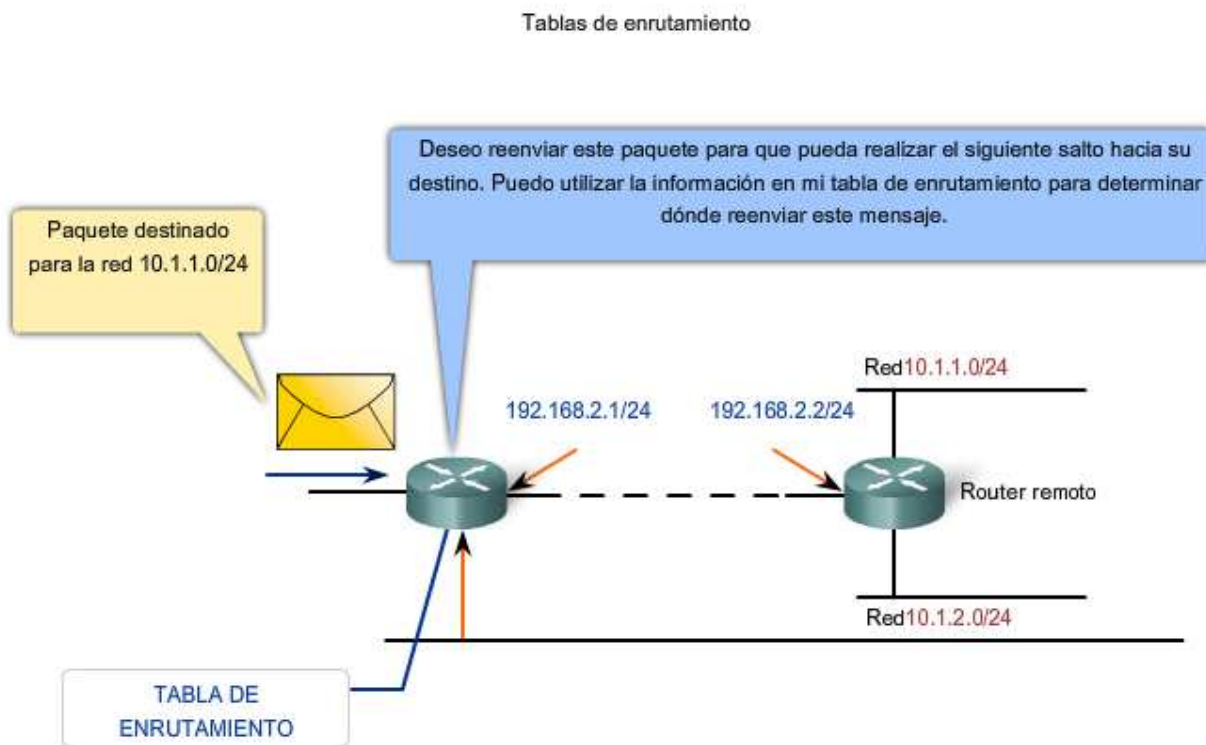 Tablas de enrutamiento
Deseo reenviar este paquete para que pueda realizar el siguiente salto hacia su
destino. Puedo utilizar la información en mi tabla de enrutamiento para determinar
dónde reenviar este mensaje.
Paquete destinado
para la red 10.1.1.0/24
Red10.1.1.0/24
192.168.2.1/24
192.168.2.2/24
Router remoto
Red10.1.2.0/24
TABLA DE
ENRUTAMIENTO